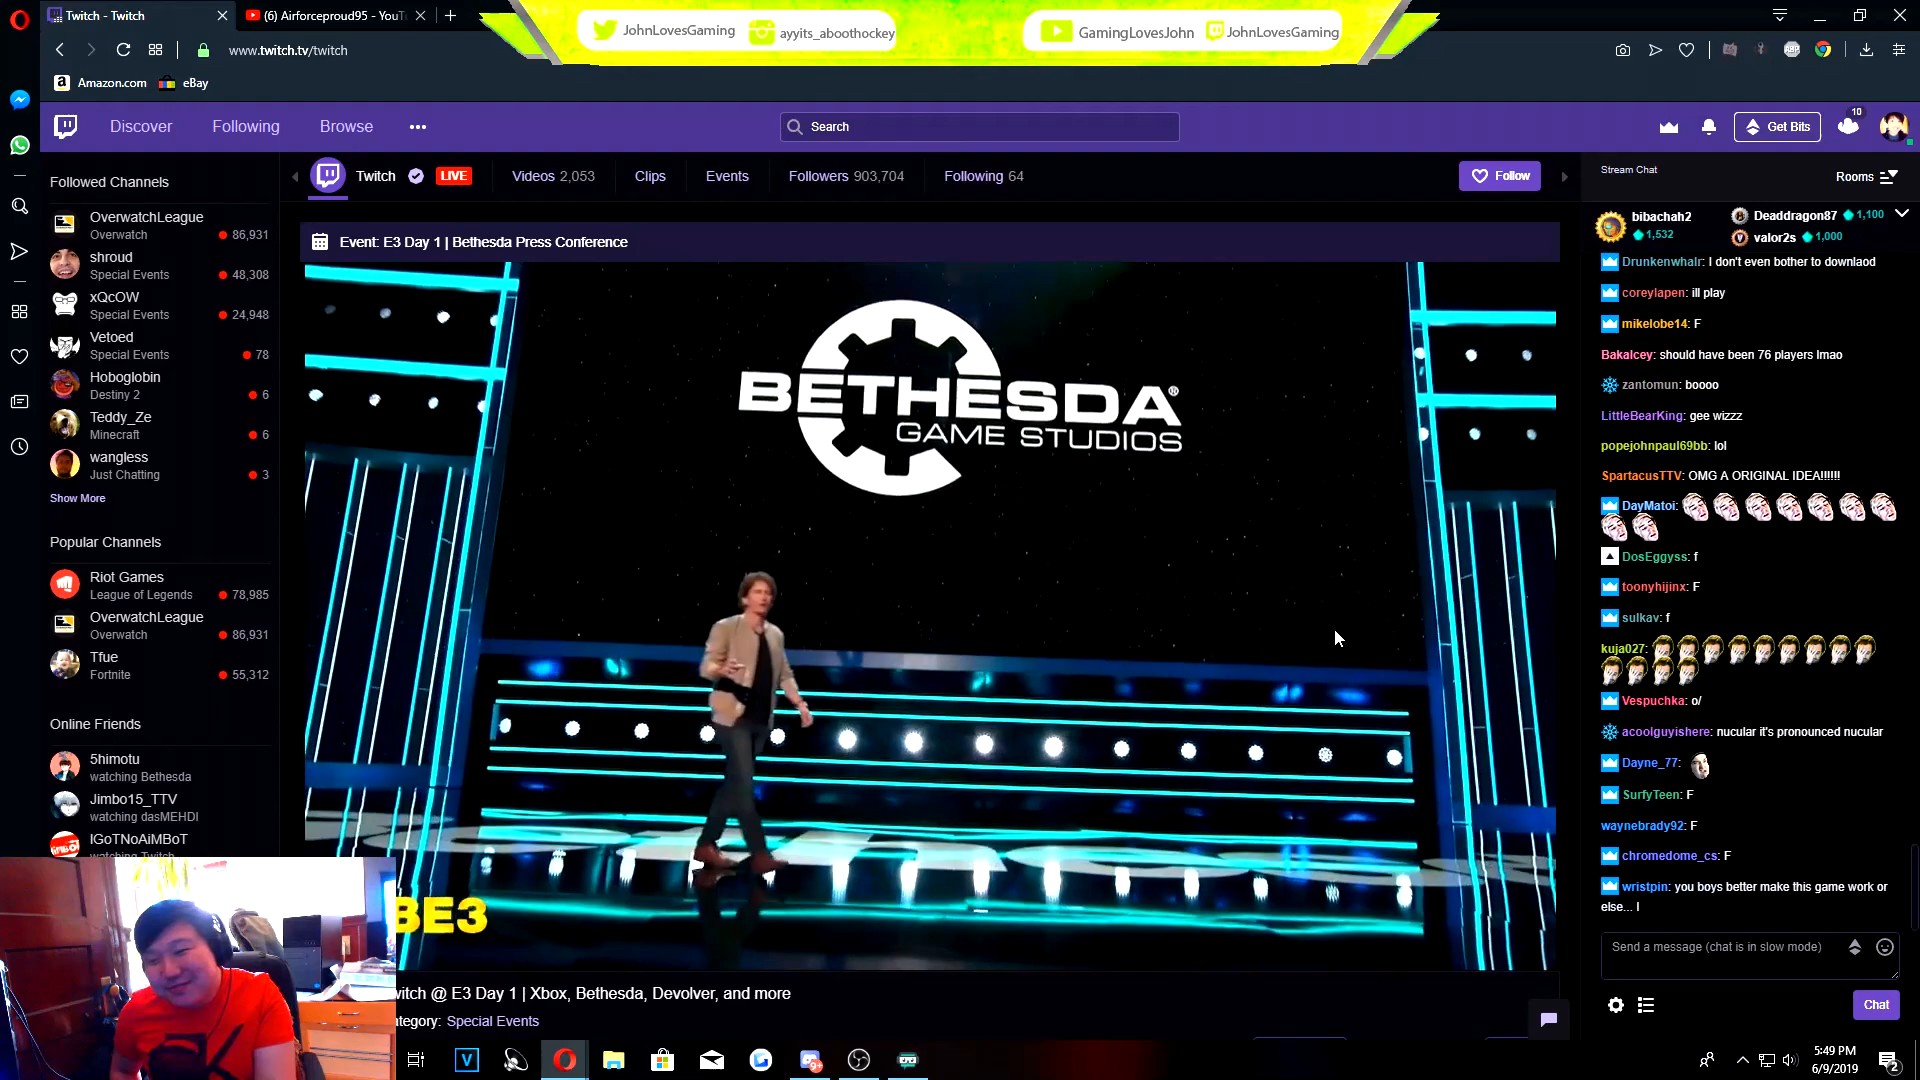 Twitch - Twitch
(6) Airforceproud95 - YouT
JohnLovesGaming
ayyits_aboothockey
GamingLovesJohn
JohnLovesGaming
www.twitch.tv/twitch
ABP
a
Amazon.com
eBay
Discover
Following
Browse
Search
Get Bits
10
Followed Channels
OverwatchLeague
Overwatch
86,931
shroud
Special Events
48,308
xQcOW
Special Events
24,948
Vetoed
Special Events
78
Hoboglobin
Destiny 2
6
Teddy_Ze
Minecraft
6
wangless
Just Chatting
3
Show More
Popular Channels
Riot Games
League of Legends
78,985
OverwatchLeague
Overwatch
86,931
Tfue
Fortnite
55,312
Online Friends
5himotu
watching Bethesda
Jimbo15_TTV
watching dasMEHDI
IGoTNoAiMBoT
watching Twitch
Twitch
LIVE
Videos 2,053
Clips
Events
Followers 903,704
Following 64
Follow
Event: E3 Day 1 | Bethesda Press Conference
BETHESDA®
GAME STUDIOS
BE3
witch @ E3 Day 1 | Xbox, Bethesda, Devolver, and more
ategory: Special Events
Stream Chat
Rooms
bibachah2
1,532
Deaddragon87 1,100
valor2s 1,000
Drunkenwhalr: I don't even bother to downlaod
coreylapen: ill play
mikelobe14: F
Bakalcey: should have been 76 players lmao
zantomun: boooo
LittleBearKing: gee wizzz
popejohnpaul69bb: lol
SpartacusTTV: OMG A ORIGINAL IDEA!!!!!!
DayMatoi:
DosEggyss: f
toonyhijinx: F
sulkav: f
kuja027:
Vespuchka: o/
acoolguyishere: nucular it's pronounced nucular
Dayne_77:
SurfyTeen: F
waynebrady92: F
chromedome_cs: F
wristpin: you boys better make this game work or
else... I
Send a message (chat is in slow mode)
Chat
V
9+
5:49 PM
6/9/2019
2